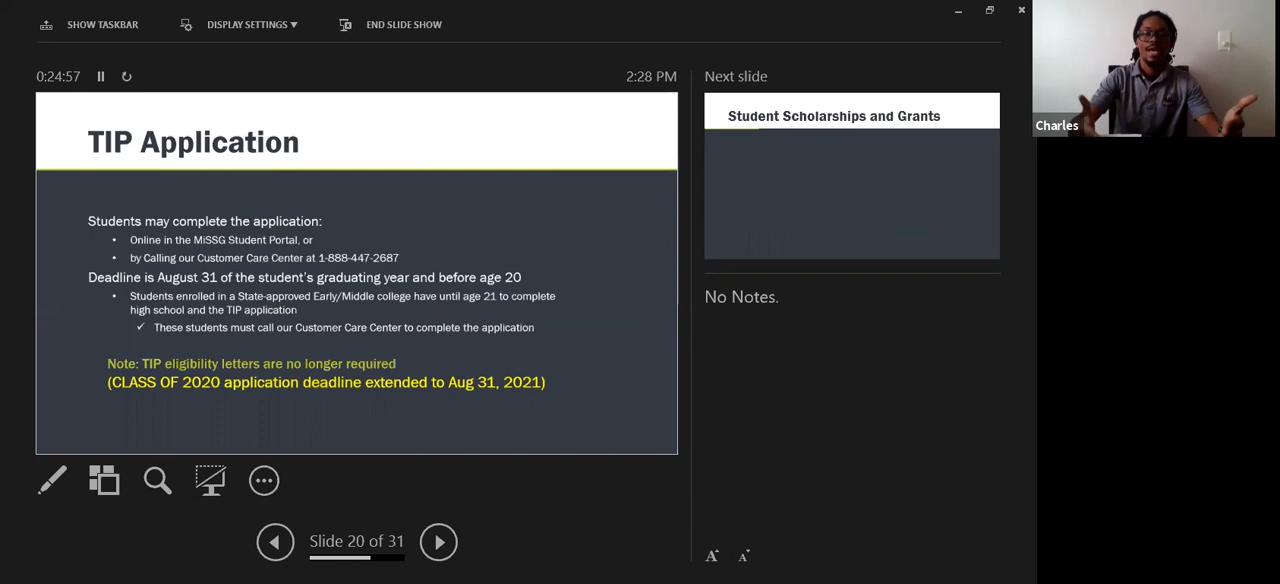 SHOW TASKBAR
DISPLAY SETTINGS ▼
END SLIDE SHOW
0:24:57
2:28 PM
TIP Application
Students may complete the application:
• Online in the MiSSG Student Portal, or
• by Calling our Customer Care Center at 1-888-447-2687
Deadline is August 31 of the student's graduating year and before age 20
• Students enrolled in a State-approved Early/Middle college have until age 21 to complete
high school and the TIP application
✓ These students must call our Customer Care Center to complete the application
Note: TIP eligibility letters are no longer required
(CLASS OF 2020 application deadline extended to Aug 31, 2021)
Slide 20 of 31
Next slide
Student Scholarships and Grants
No Notes.
A A
Charles